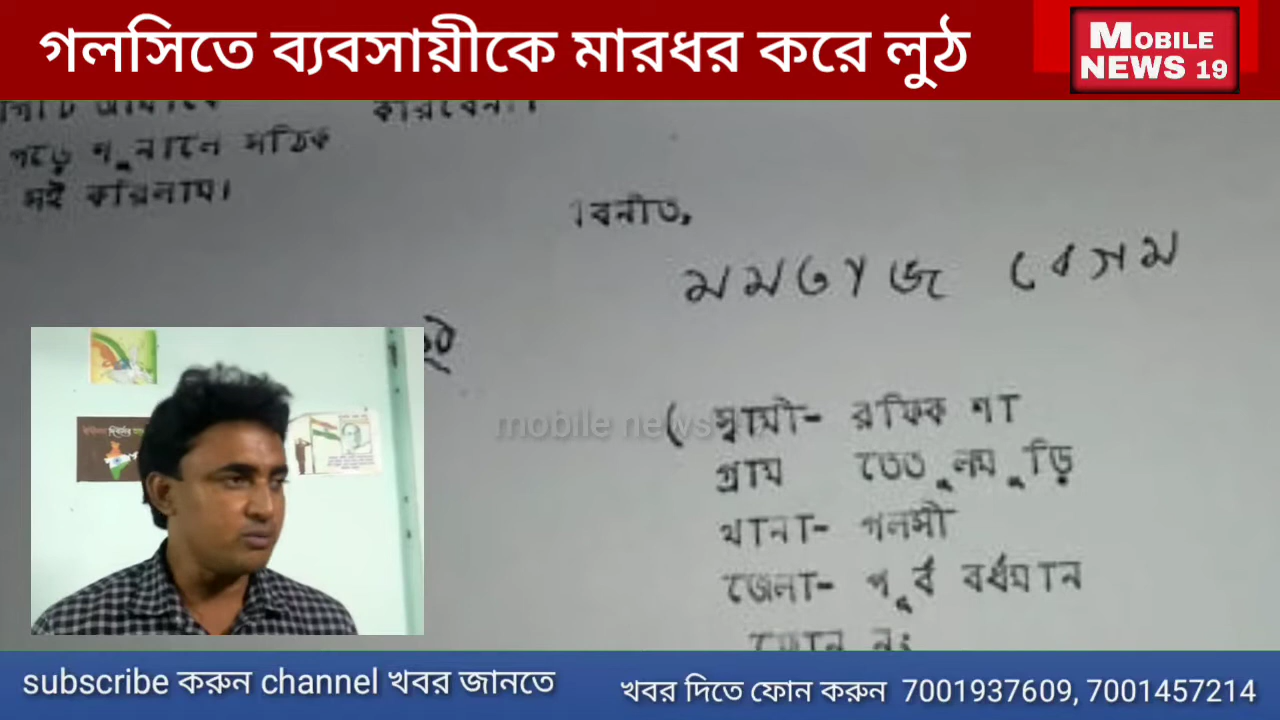 গলসিতে ব্যবসায়ীকে মারধর করে লুঠ
MOBILE
NEWS 19
করিবেন।
পড়ে শুনালে সঠিক
সই করিলাম।
বিনীত,
মমতাজ বেগম
mobile news
(স্বামী- রফিক শা
গ্রাম তেতুলমুড়ি
থানা- গলসী
জেলা- পূর্ব বর্ধমান
ফোন নং
subscribe করুন channel খবর জানতে
খবর দিতে ফোন করুন 7001937609, 7001457214